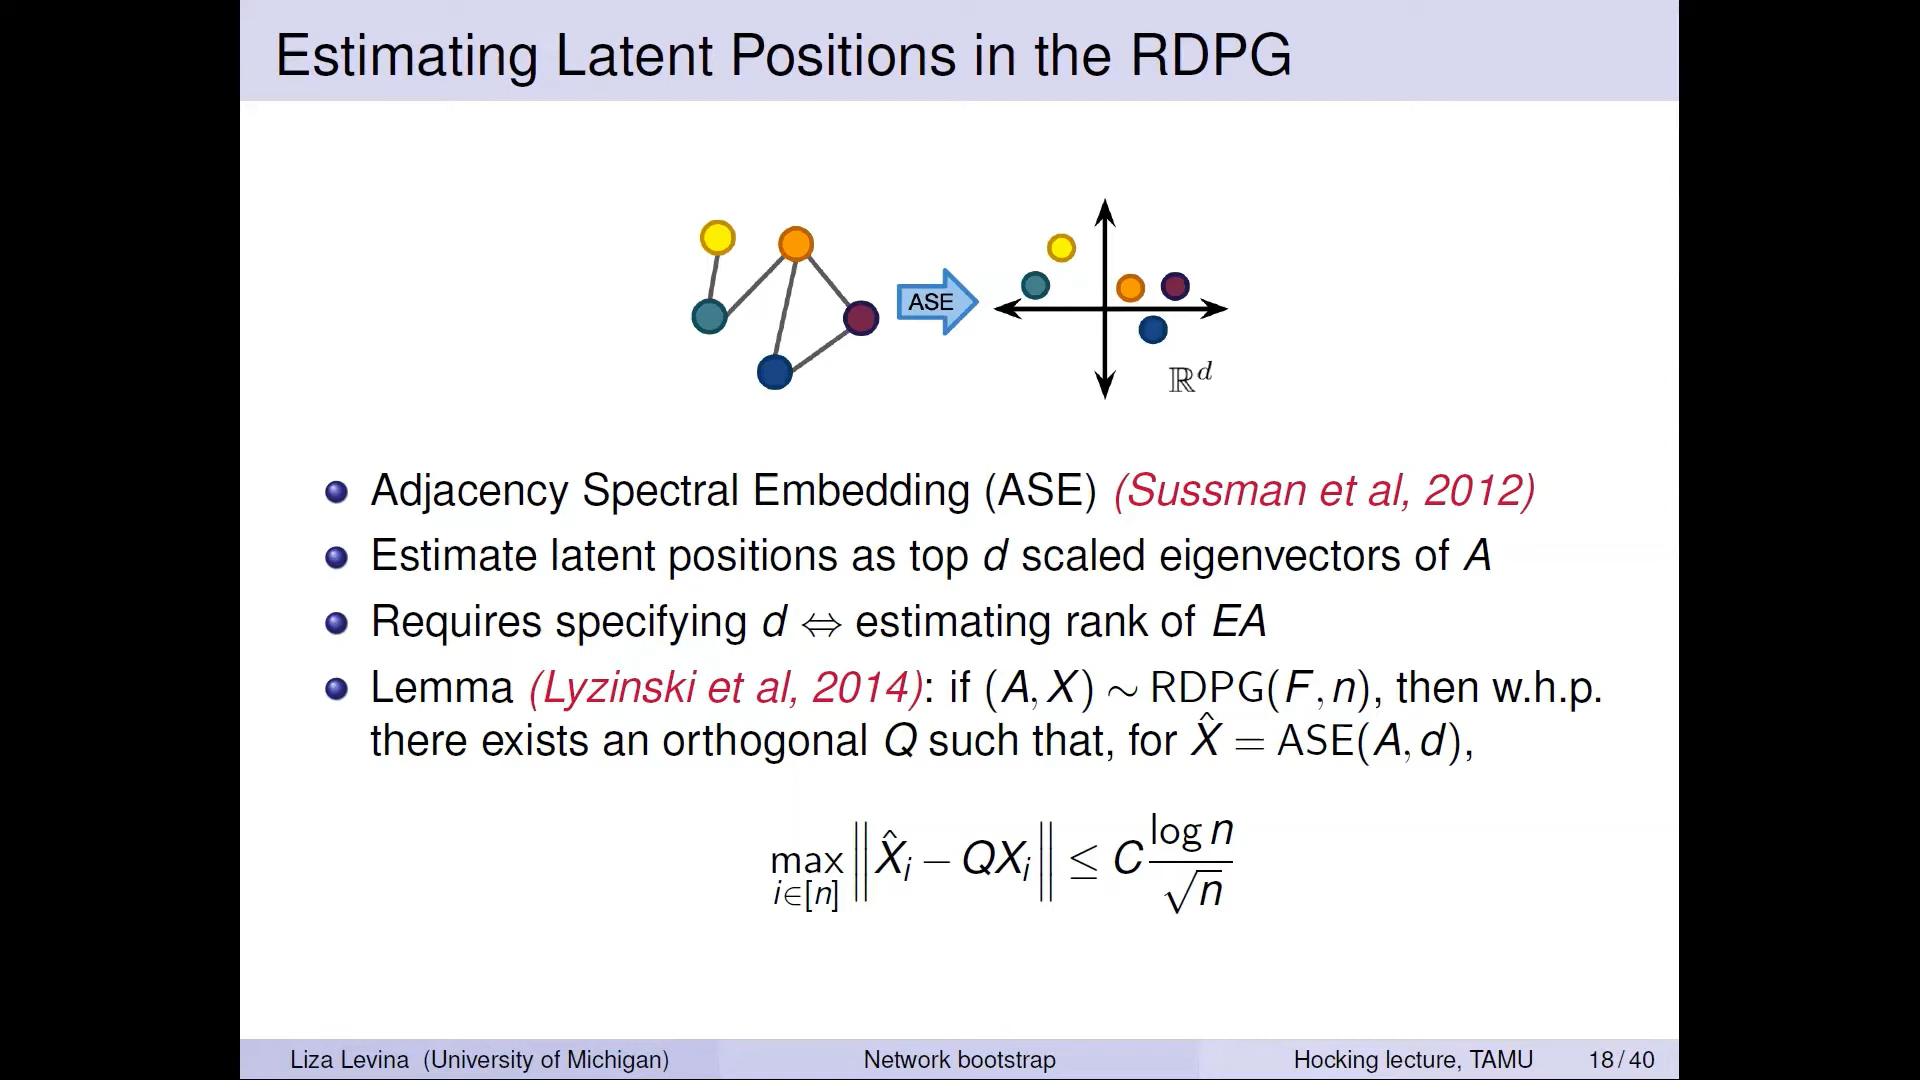 Estimating Latent Positions in the RDPG
ASE
ℝ^d
Adjacency Spectral Embedding (ASE) (Sussman et al, 2012)
Estimate latent positions as top d scaled eigenvectors of A
Requires specifying d ⇔ estimating rank of EA
Lemma (Lyzinski et al, 2014): if (A, X) ∼ RDPG(F, n), then w.h.p.
there exists an orthogonal Q such that, for X̂ = ASE(A, d),
max_{i∈[n]} ‖X̂_i − QX_i‖ ≤ C log n / √n
Liza Levina (University of Michigan) Network bootstrap Hocking lecture, TAMU 18 / 40